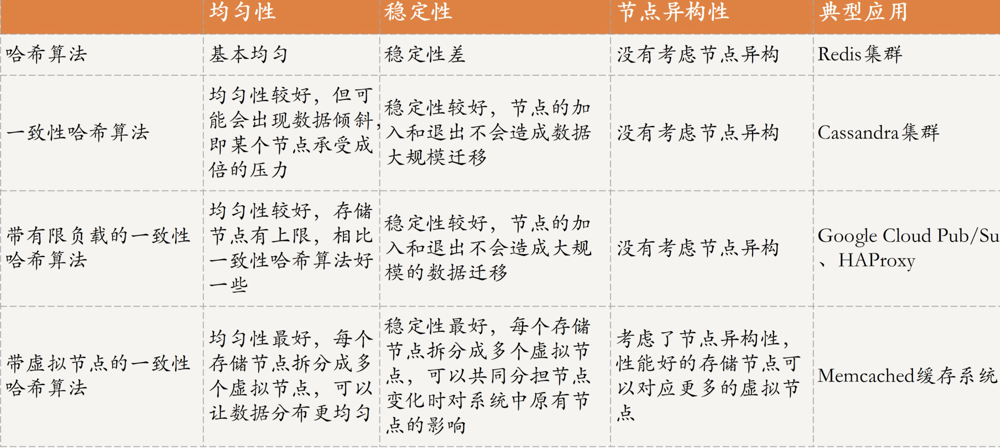 均匀性
稳定性
节点异构性
典型应用
哈希算法
基本均匀
稳定性差
没有考虑节点异构
Redis集群
一致性哈希算法
均匀性较好，但可
能会出现数据倾斜，
即某个节点承受成
倍的压力
稳定性较好，节点的加
入和退出不会造成数据
大规模迁移
没有考虑节点异构
Cassandra集群
带有限负载的一致性
哈希算法
均匀性较好，存储
节点有上限，相比
一致性哈希算法好
一些
稳定性较好，节点的加
入和退出不会造成大规
模的数据迁移
没有考虑节点异构
Google Cloud Pub/Su
、HAProxy
带虚拟节点的一致性
哈希算法
均匀性最好，每个
存储节点拆分成多
个虚拟节点，可以
让数据分布更均匀
稳定性最好，每个存储
节点拆分成多个虚拟节
点，可以共同分担节点
变化时对系统中原有节
点的影响
考虑了节点异构性，
性能好的存储节点可
以对应更多的虚拟节
点
Memcached缓存系统